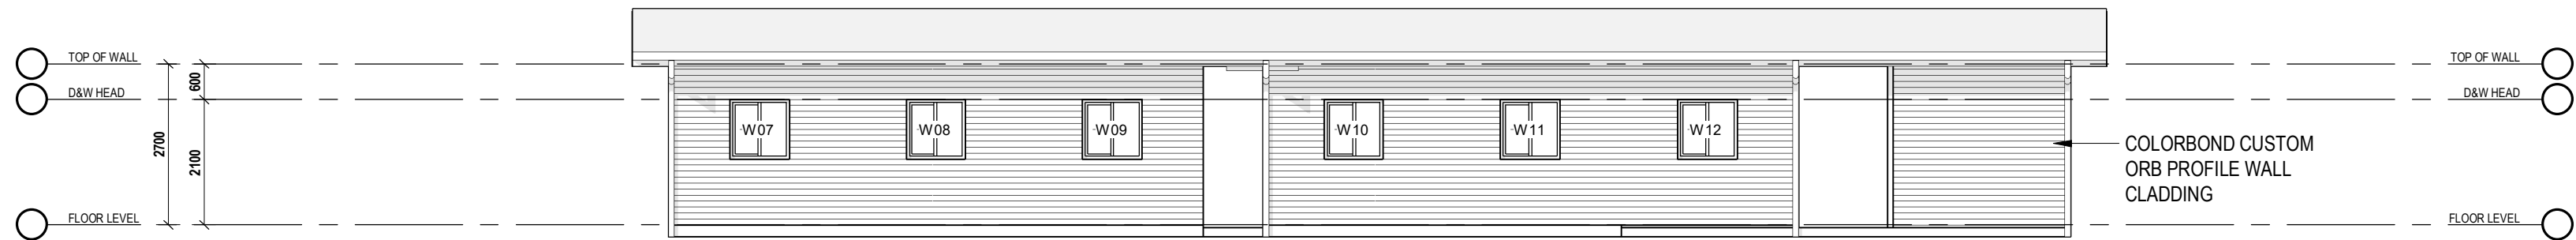 TOP OF WALL
TOP OF WALL
600
D&W HEAD
D&W HEAD
W07
W08
W09
W10
W11
W12
2700
2100
COLORBOND CUSTOM
ORB PROFILE WALL
CLADDING
FLOOR LEVEL
FLOOR LEVEL